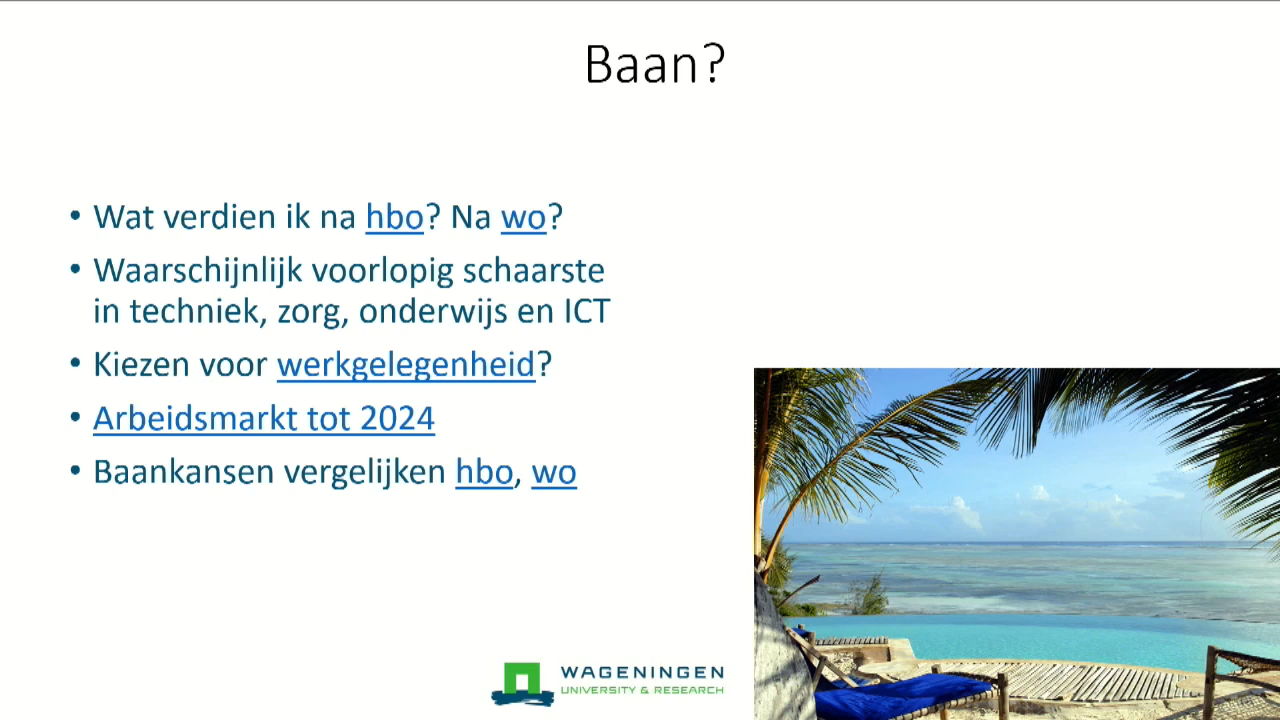 Baan?
• Wat verdien ik na hbo? Na wo?
• Waarschijnlijk voorlopig schaarste
in techniek, zorg, onderwijs en ICT
• Kiezen voor werkgelegenheid?
• Arbeidsmarkt tot 2024
• Baankansen vergelijken hbo, wo
WAGENINGEN
UNIVERSITY & RESEARCH